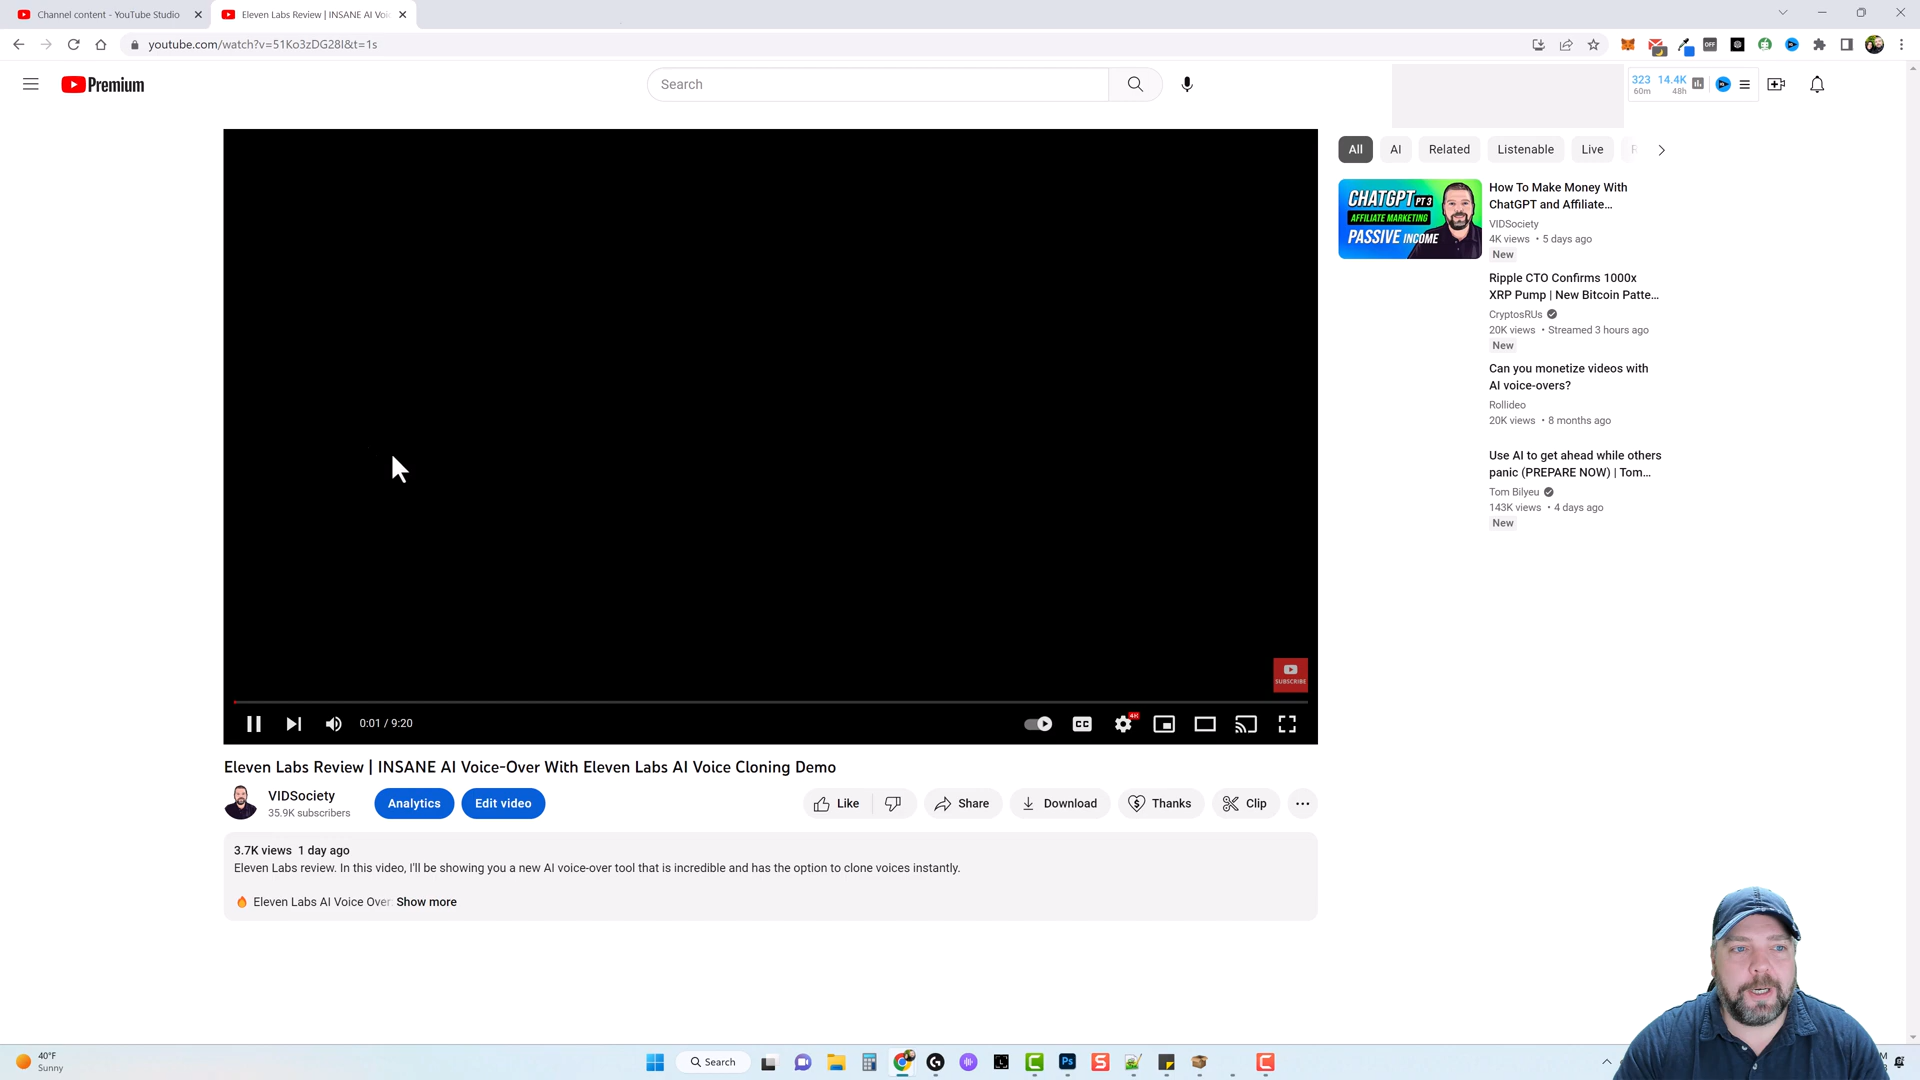 Channel content - YouTube Studio
Eleven Labs Review | INSANE AI Voi
youtube.com/watch?v=51Ko3zDG28I&t=1s
OFF
Premium
Search
323 14.4K
60m 48h
All AI Related Listenable Live
CHATGPT PT 3
AFFILIATE MARKETING
PASSIVE INCOME
How To Make Money With
ChatGPT and Affiliate...
VIDSociety
4K views • 5 days ago
New
Ripple CTO Confirms 1000x
XRP Pump | New Bitcoin Patte...
CryptosRUs
20K views • Streamed 3 hours ago
New
Can you monetize videos with
AI voice-overs?
Rollideo
20K views • 8 months ago
Use AI to get ahead while others
panic (PREPARE NOW) | Tom...
Tom Bilyeu
143K views • 4 days ago
New
SUBSCRIBE
0:01 / 9:20
CC
4K
Eleven Labs Review | INSANE AI Voice-Over With Eleven Labs AI Voice Cloning Demo
VIDSociety
35.9K subscribers
Analytics
Edit video
Like
Share
Download
Thanks
Clip
3.7K views 1 day ago
Eleven Labs review. In this video, I'll be showing you a new AI voice-over tool that is incredible and has the option to clone voices instantly.
Eleven Labs AI Voice Over: Show more
40°F
Sunny
Search
Ps